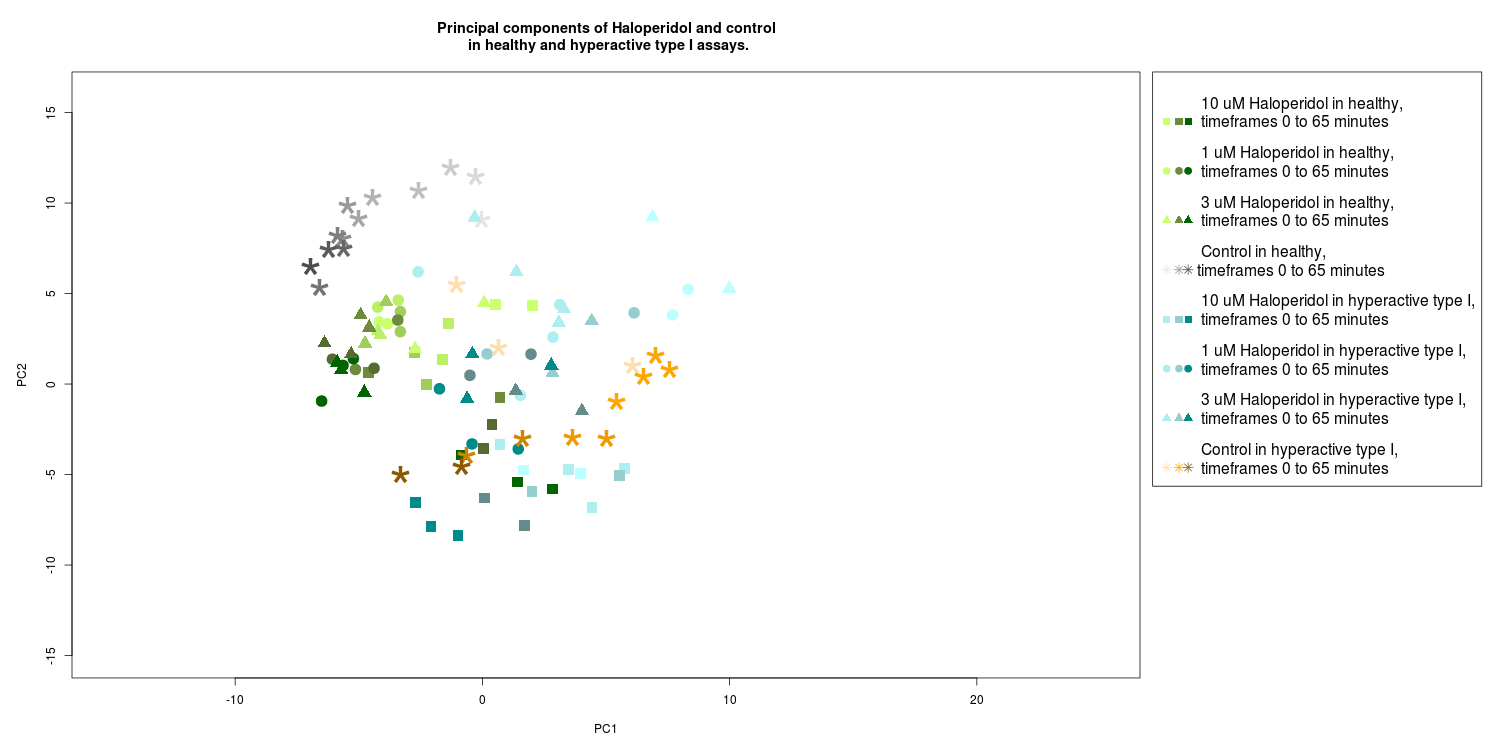 Principal components of Haloperidol and control
in healthy and hyperactive type I assays.
15
10
5
0
-5
-10
-15
PC2
-10
0
10
20
PC1
10 uM Haloperidol in healthy,
timeframes 0 to 65 minutes
1 uM Haloperidol in healthy,
timeframes 0 to 65 minutes
3 uM Haloperidol in healthy,
timeframes 0 to 65 minutes
Control in healthy,
timeframes 0 to 65 minutes
10 uM Haloperidol in hyperactive type I,
timeframes 0 to 65 minutes
1 uM Haloperidol in hyperactive type I,
timeframes 0 to 65 minutes
3 uM Haloperidol in hyperactive type I,
timeframes 0 to 65 minutes
Control in hyperactive type I,
timeframes 0 to 65 minutes